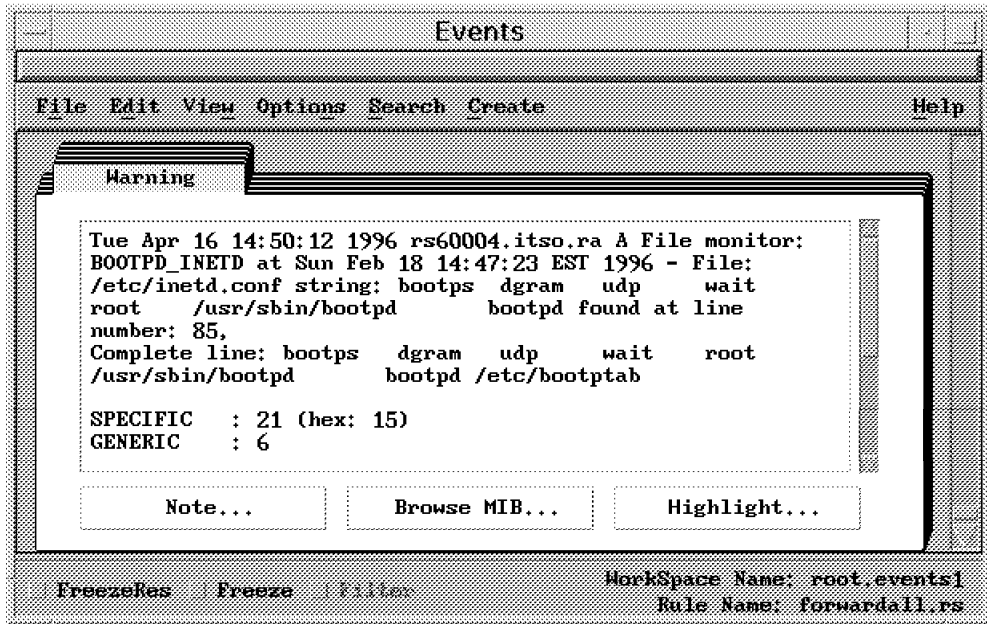 Events
File Edit View Options Search Create Help
Warning
Tue Apr 16 14:50:12 1996 rs60004.itso.ra A File monitor:
BOOTPD_INETD at Sun Feb 18 14:47:23 EST 1996 - File:
/etc/inetd.conf string: bootps dgram udp wait
root /usr/sbin/bootpd bootpd found at line
number: 85,
Complete line: bootps dgram udp wait root
/usr/sbin/bootpd bootpd /etc/bootptab
SPECIFIC : 21 (hex: 15)
GENERIC : 6
Note... Browse MIB... Highlight...
FreezeRes Freeze Filter WorkSpace Name: root.events1
Rule Name: forwardall.rs